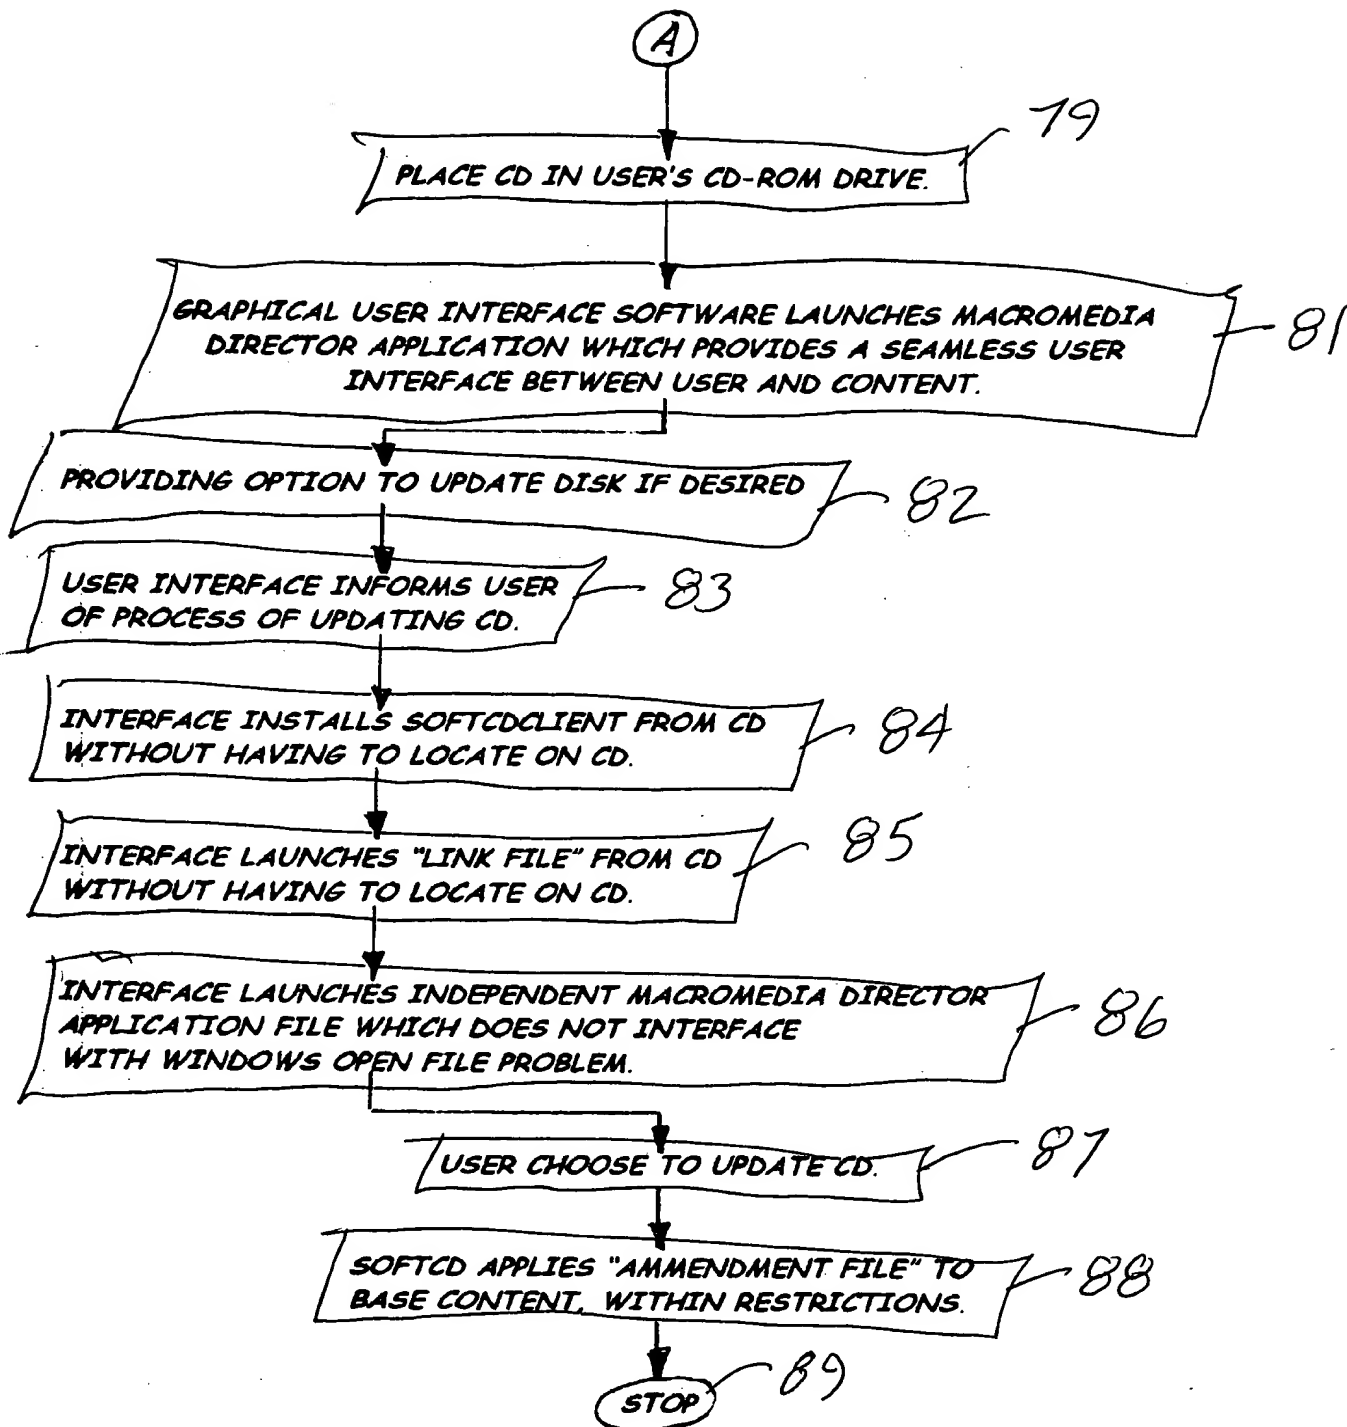 A
79
PLACE CD IN USER'S CD-ROM DRIVE.
GRAPHICAL USER INTERFACE SOFTWARE LAUNCHES MACROMEDIA
DIRECTOR APPLICATION WHICH PROVIDES A SEAMLESS USER
INTERFACE BETWEEN USER AND CONTENT.
81
PROVIDING OPTION TO UPDATE DISK IF DESIRED
82
USER INTERFACE INFORMS USER
OF PROCESS OF UPDATING CD.
83
INTERFACE INSTALLS SOFTCDCLIENT FROM CD
WITHOUT HAVING TO LOCATE ON CD.
84
INTERFACE LAUNCHES "LINK FILE" FROM CD
WITHOUT HAVING TO LOCATE ON CD.
85
INTERFACE LAUNCHES INDEPENDENT MACROMEDIA DIRECTOR
APPLICATION FILE WHICH DOES NOT INTERFACE
WITH WINDOWS OPEN FILE PROBLEM.
86
USER CHOOSE TO UPDATE CD.
87
SOFTCD APPLIES "AMMENDMENT FILE" TO
BASE CONTENT, WITHIN RESTRICTIONS.
88
STOP
89